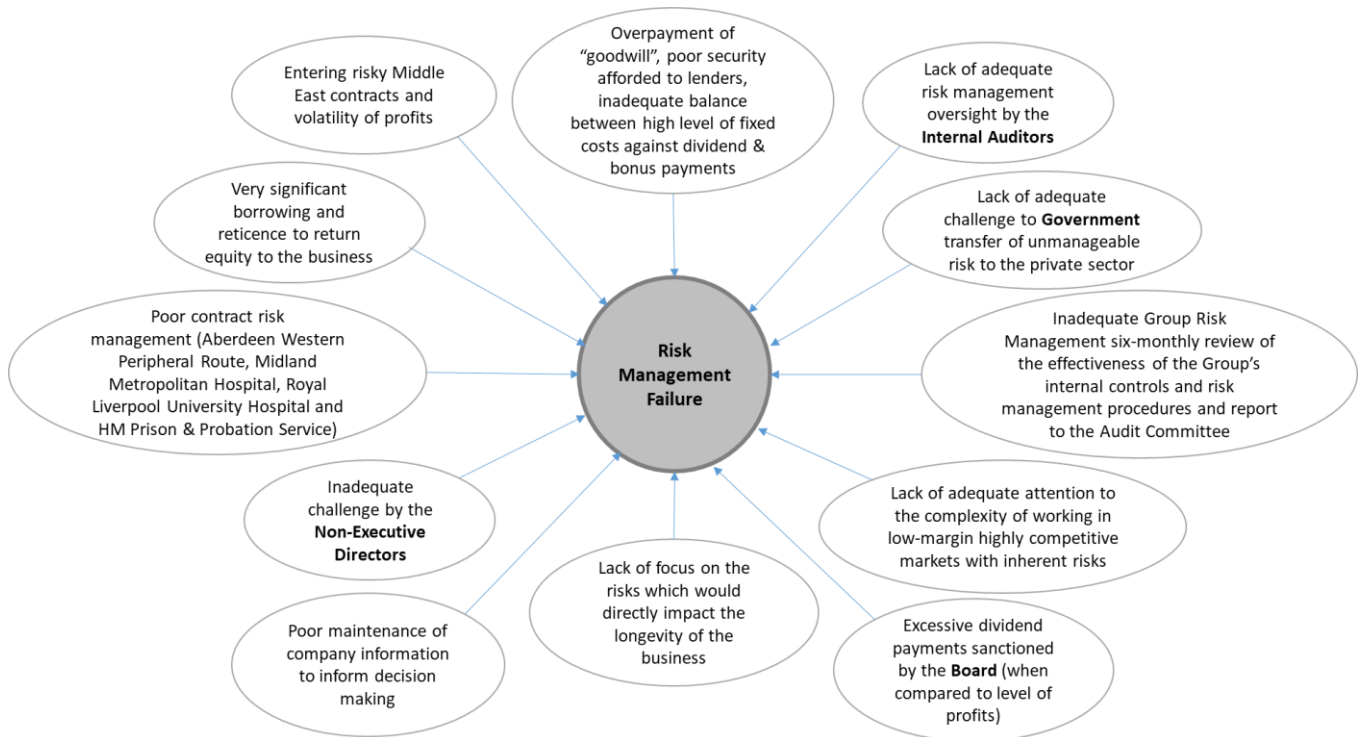 Overpayment of
“goodwill”, poor security
afforded to lenders,
inadequate balance
between high level of fixed
costs against dividend &
bonus payments
Entering risky Middle
East contracts and
volatility of profits
Lack of adequate
risk management
oversight by the
Internal Auditors
Very significant
borrowing and
reticence to return
equity to the business
Lack of adequate
challenge to Government
transfer of unmanageable
risk to the private sector
Poor contract risk
management (Aberdeen Western
Peripheral Route, Midland
Metropolitan Hospital, Royal
Liverpool University Hospital and
HM Prison & Probation Service)
Risk
Management
Failure
Inadequate Group Risk
Management six-monthly review of
the effectiveness of the Group’s
internal controls and risk
management procedures and report
to the Audit Committee
Inadequate
challenge by the
Non-Executive
Directors
Lack of adequate attention to
the complexity of working in
low-margin highly competitive
markets with inherent risks
Poor maintenance of
company information
to inform decision
making
Lack of focus on the
risks which would
directly impact the
longevity of the
business
Excessive dividend
payments sanctioned
by the Board (when
compared to level of
profits)